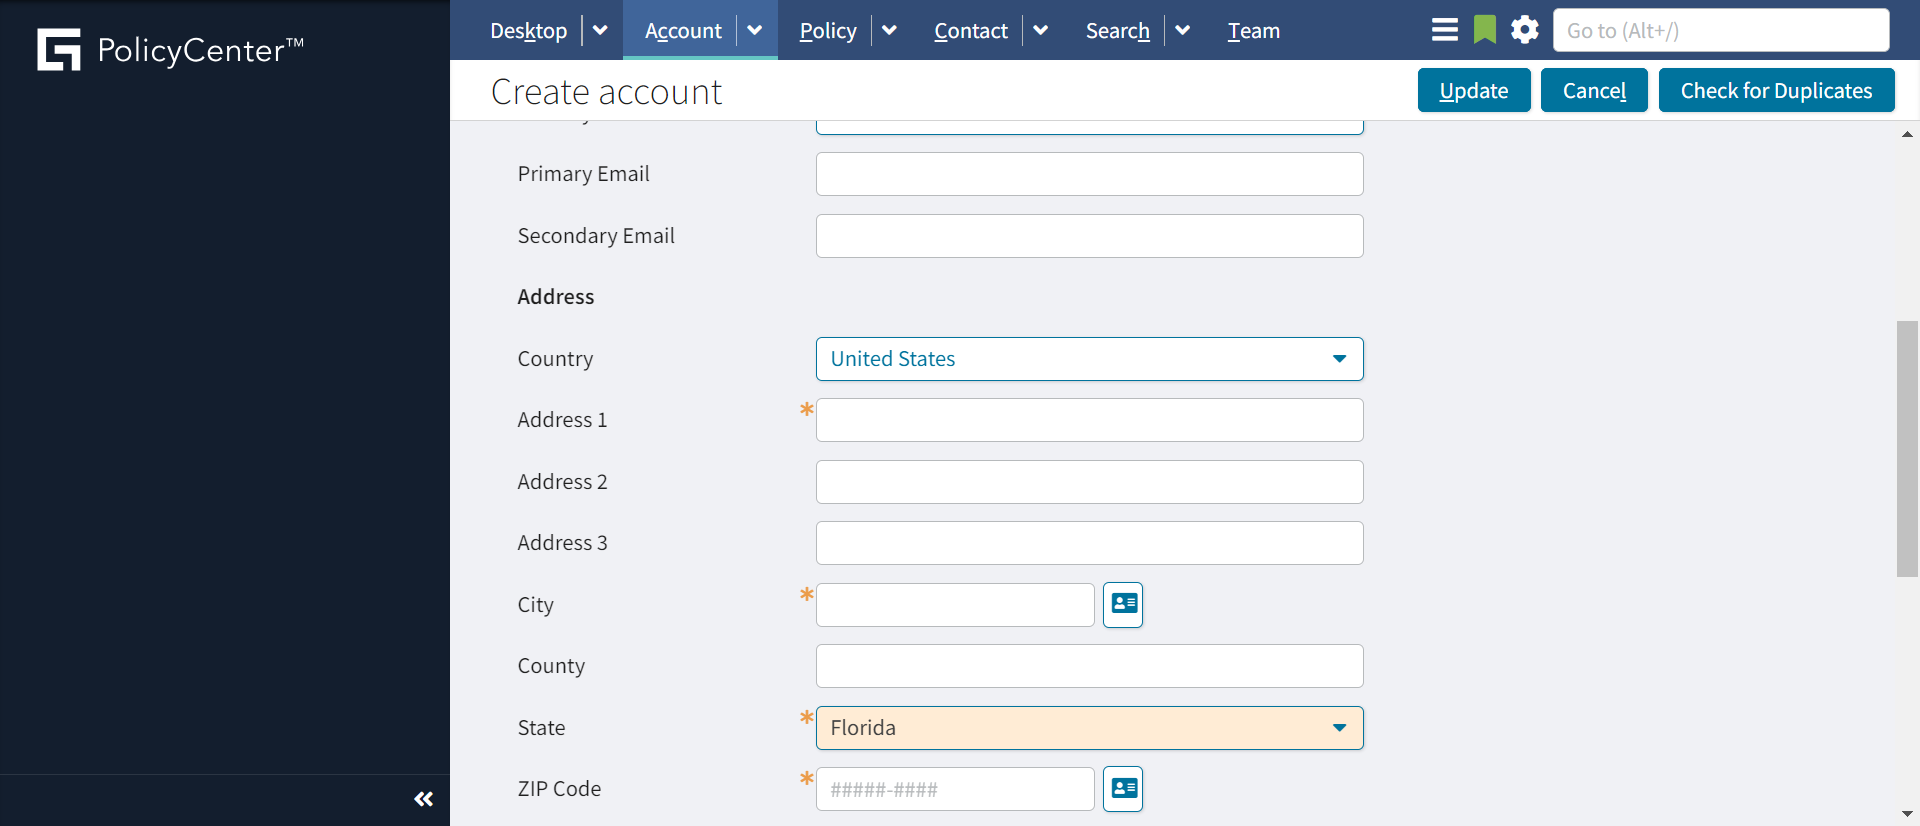 PolicyCenter™
Desktop Account Policy Contact Search Team Go to (Alt+/)
Create account Update Cancel Check for Duplicates
Primary Email
Secondary Email
Address
Country United States
Address 1 *
Address 2
Address 3
City *
County
State * Florida
ZIP Code * #####-####